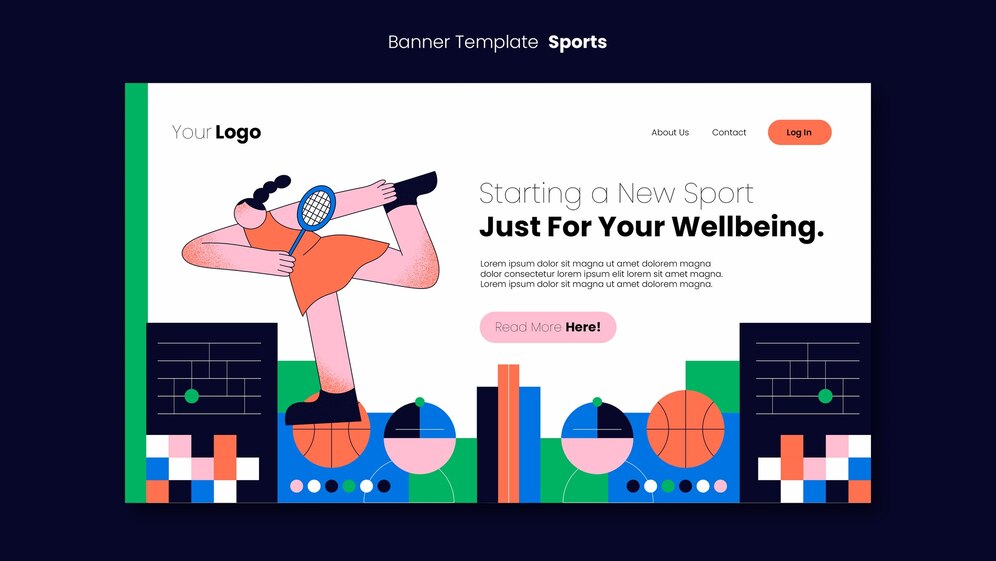 Banner Template Sports
Your Logo
About Us
Contact
Log In
Starting a New Sport
Just For Your Wellbeing.
Lorem ipsum dolor sit magna ut amet dolorem magna
dolor consectetur lorem ipsum elit lorem sit amet magna.
Lorem ipsum dolor sit magna ut amet dolorem magna.
Read More Here!